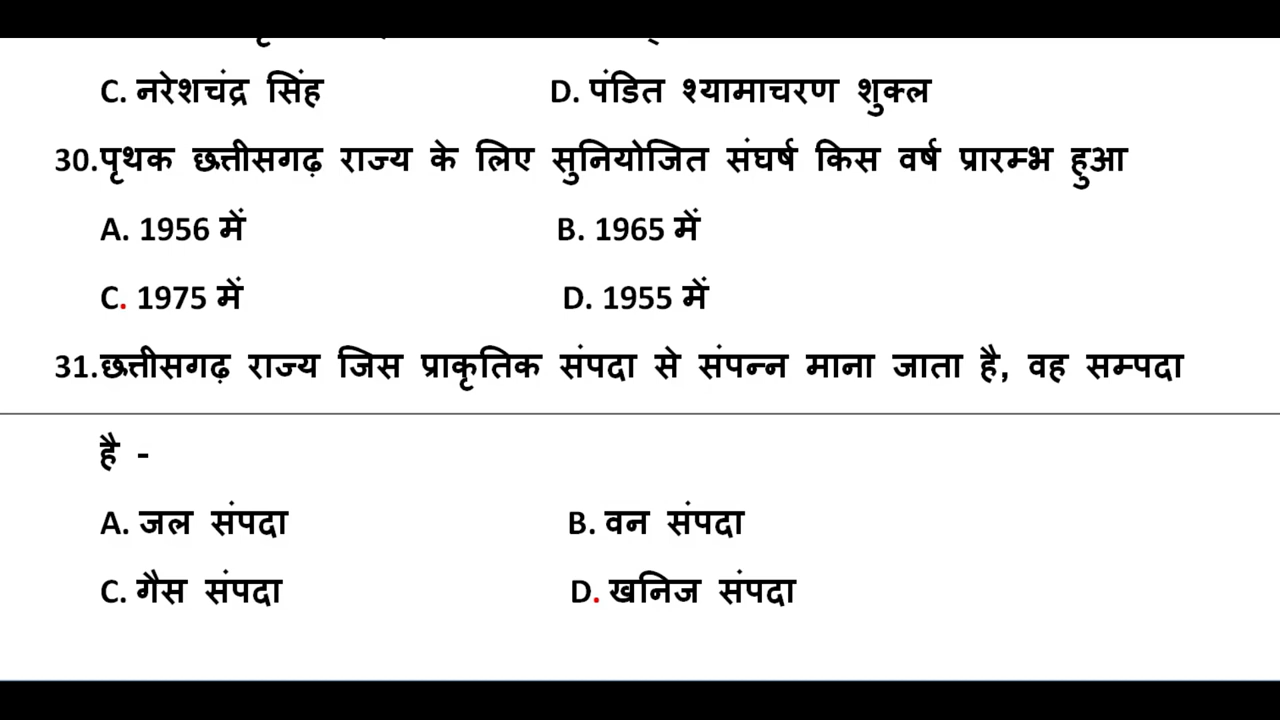 C. नरेशचंद्र सिंह D. पंडित श्यामाचरण शुक्ल
30.पृथक छत्तीसगढ़ राज्य के लिए सुनियोजित संघर्ष किस वर्ष प्रारम्भ हुआ
A. 1956 में B. 1965 में
C. 1975 में D. 1955 में
31.छत्तीसगढ़ राज्य जिस प्राकृतिक संपदा से संपन्न माना जाता है, वह सम्पदा
है -
A. जल संपदा B. वन संपदा
C. गैस संपदा D. खनिज संपदा